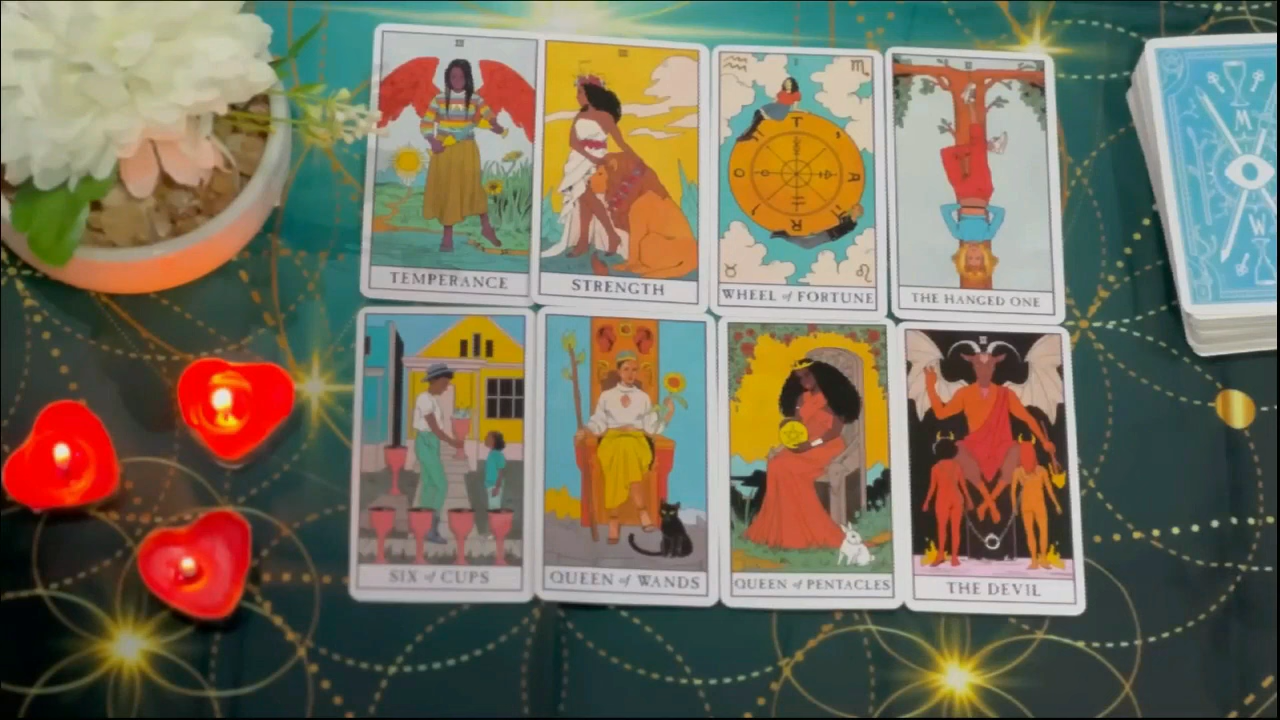 TEMPERANCE
STRENGTH
WHEEL of FORTUNE
THE HANGED ONE
SIX of CUPS
QUEEN of WANDS
QUEEN of PENTACLES
THE DEVIL
T
A
R
O
M
W